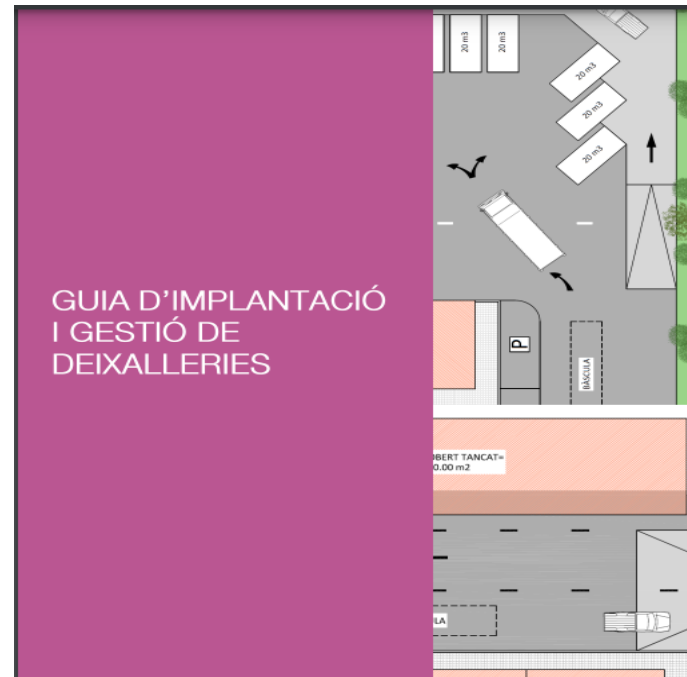 GUIA D'IMPLANTACIÓ
I GESTIÓ DE
DEIXALLERIES
20 m3
20 m3
20 m3
20 m3
20 m3
P
BÀSCULA
OBERT TANCAT=
0.00 m2
ULA